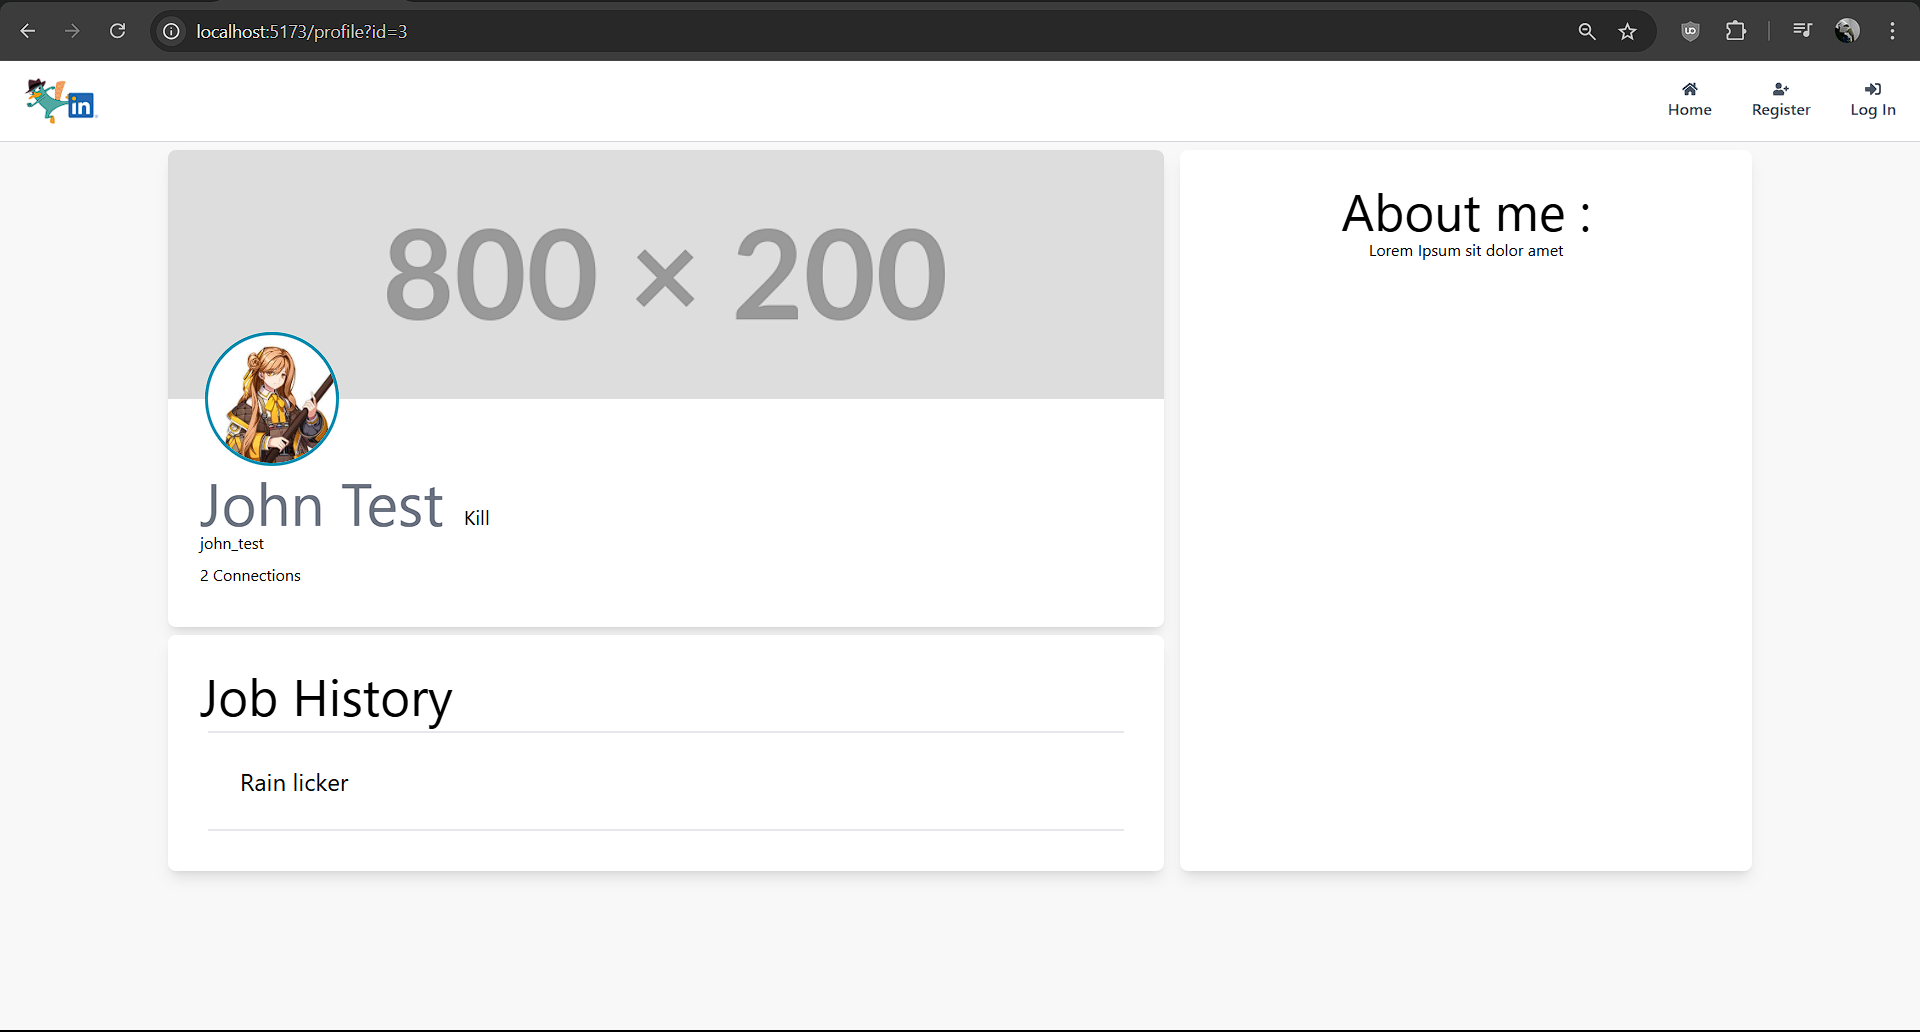 localhost:5173/profile?id=3
in
Home
Register
Log In
800 × 200
John Test Kill
john_test
2 Connections
Job History
Rain licker
About me :
Lorem Ipsum sit dolor amet